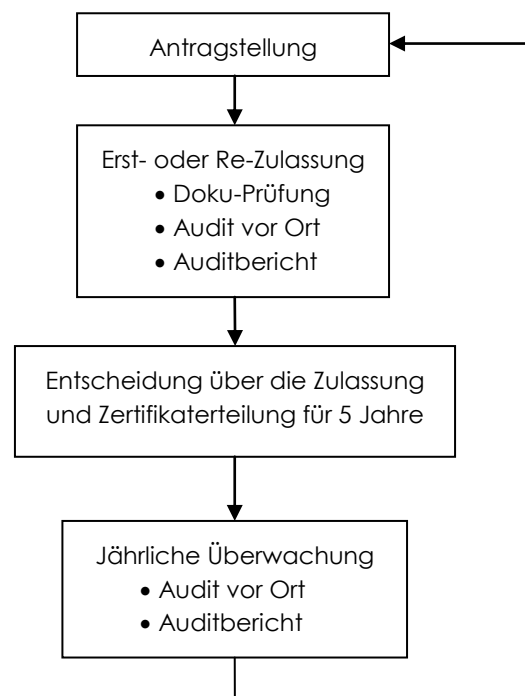 Antragstellung
Erst- oder Re-Zulassung
• Doku-Prüfung
• Audit vor Ort
• Auditbericht
Entscheidung über die Zulassung
und Zertifikaterteilung für 5 Jahre
Jährliche Überwachung
• Audit vor Ort
• Auditbericht